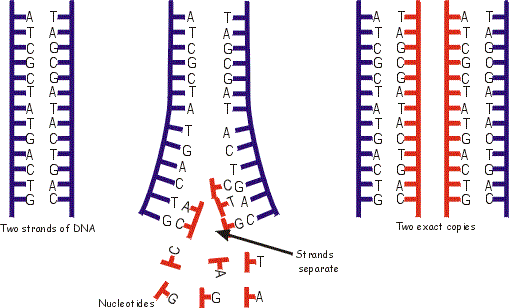 A T A T A T A T
T A T A T A T A
C G C G C G C G
G C G C G C G C
C G C G C G C G
T A T A T A T A
A T A T A T A T
T A T A T A T A
G C G C G C G C
A T A T A T A T
C G C C G G C G C G
T A T A T A T A T A
G C G C G C G C G C
Two strands of DNA
Two exact copies
Strands
separate
C A T
Nucleotides
G G A